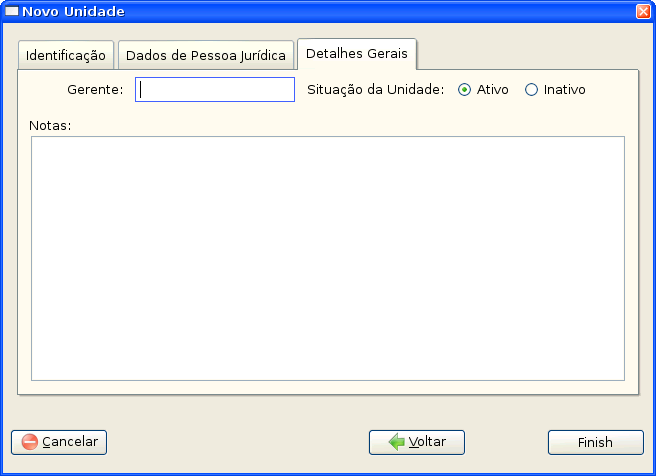 Novo Unidade
Identificação Dados de Pessoa Jurídica Detalhes Gerais
Gerente: Situação da Unidade: Ativo Inativo
Notas:
Cancelar Voltar Finish